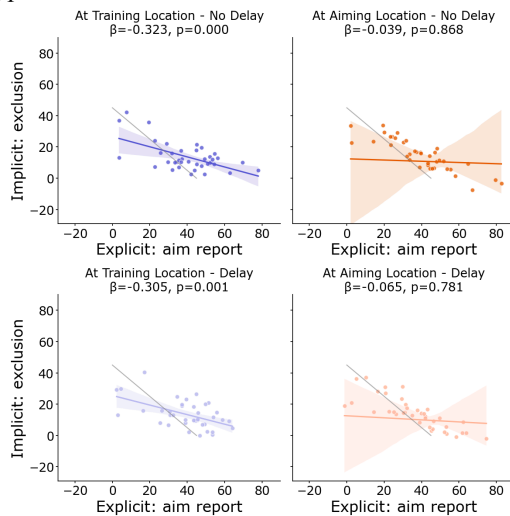 At Training Location - No Delay
β=-0.323, p=0.000
At Aiming Location - No Delay
β=-0.039, p=0.868
Implicit: exclusion
80
60
40
20
0
−20
−20 0 20 40 60 80
−20 0 20 40 60 80
Explicit: aim report
Explicit: aim report
At Training Location - Delay
β=-0.305, p=0.001
At Aiming Location - Delay
β=-0.065, p=0.781
Implicit: exclusion
80
60
40
20
0
−20
−20 0 20 40 60 80
−20 0 20 40 60 80
Explicit: aim report
Explicit: aim report